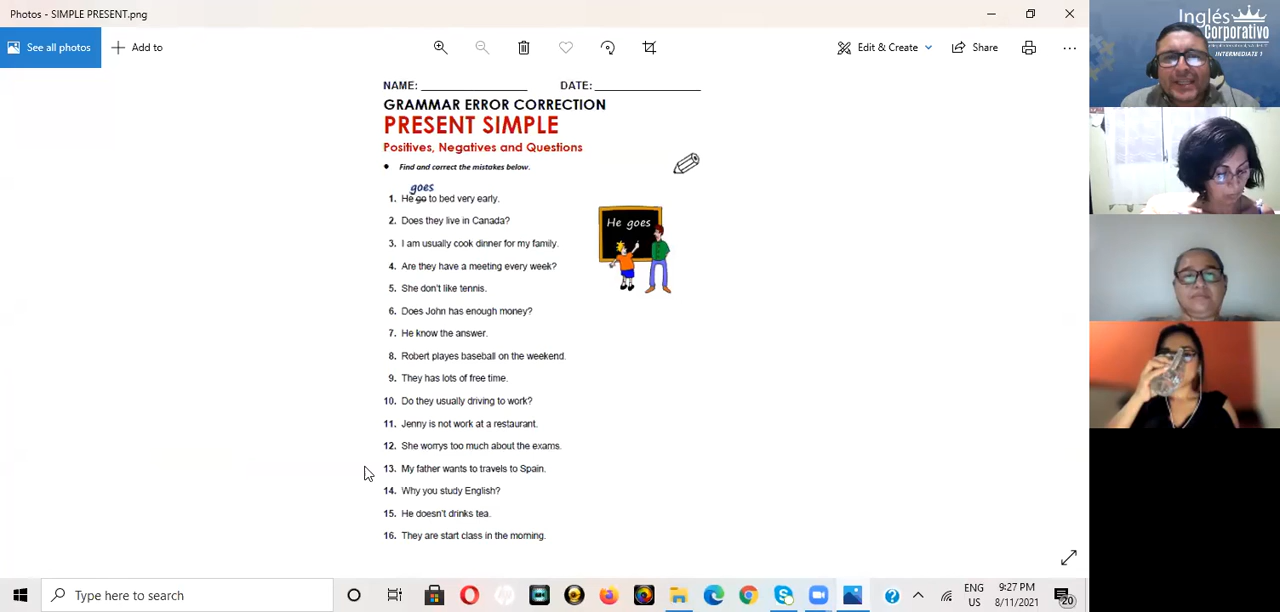 Photos - SIMPLE PRESENT.png
See all photos
Add to
Edit & Create
Share
Inglés
Corporativo
INTERMEDIATE 1
NAME: ____________ DATE: ____________
GRAMMAR ERROR CORRECTION
PRESENT SIMPLE
Positives, Negatives and Questions
• Find and correct the mistakes below.
goes
1. He go to bed very early.
2. Does they live in Canada?
3. I am usually cook dinner for my family.
4. Are they have a meeting every week?
5. She don't like tennis.
6. Does John has enough money?
7. He know the answer.
8. Robert playes baseball on the weekend.
9. They has lots of free time.
10. Do they usually driving to work?
11. Jenny is not work at a restaurant.
12. She worrys too much about the exams.
13. My father wants to travels to Spain.
14. Why you study English?
15. He doesn't drinks tea.
16. They are start class in the morning.
He goes
Type here to search
ENG
US
9:27 PM
8/11/2021
20